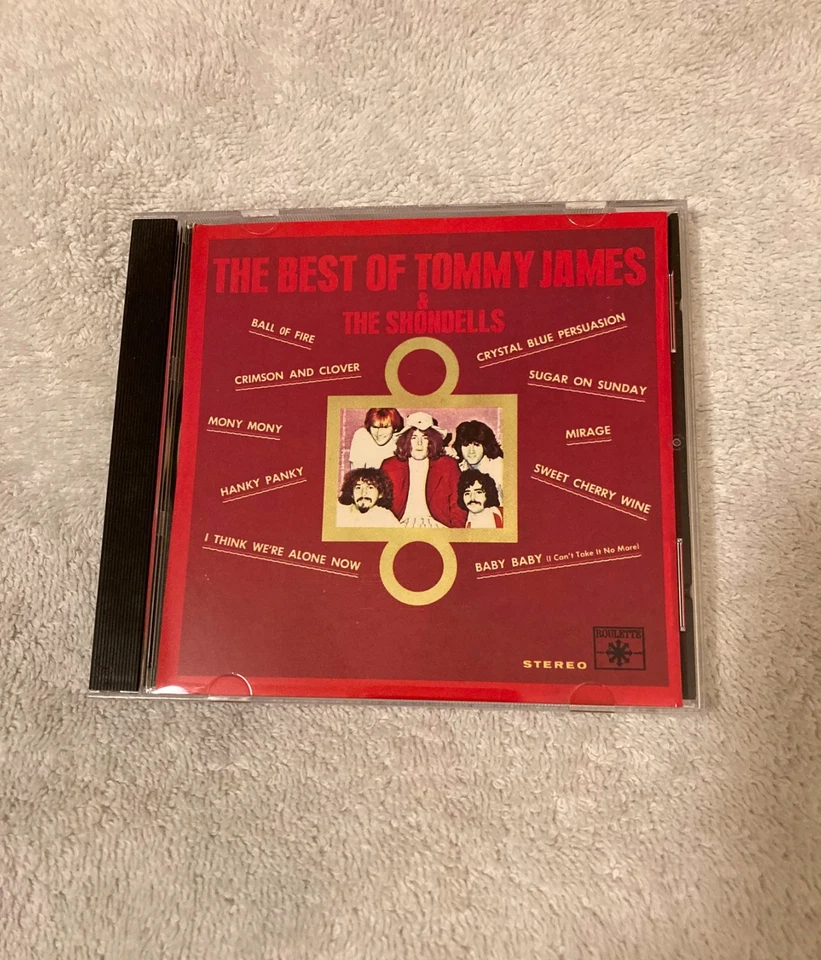 THE BEST OF TOMMY JAMES
&
THE SHONDELLS
BALL OF FIRE
CRIMSON AND CLOVER
MONY MONY
HANKY PANKY
I THINK WE'RE ALONE NOW
CRYSTAL BLUE PERSUASION
SUGAR ON SUNDAY
MIRAGE
SWEET CHERRY WINE
BABY BABY (I Can't Take It No More)
STEREO
ROULETTE